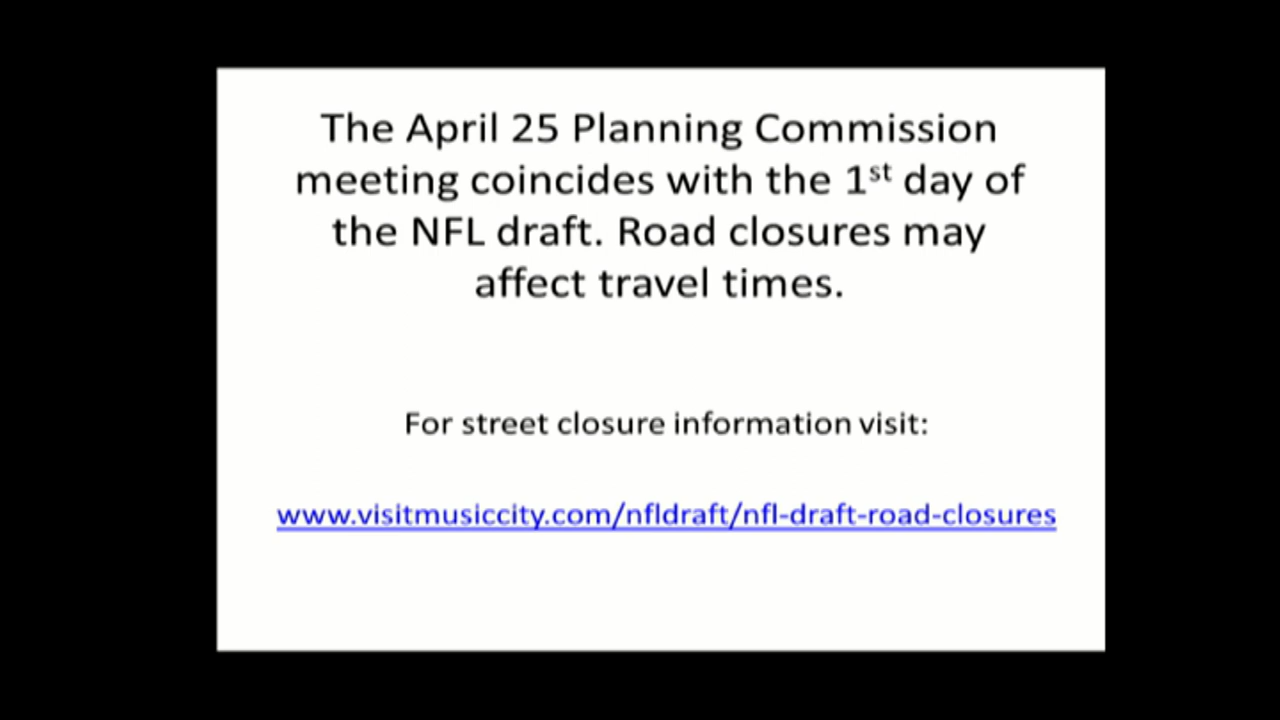 The April 25 Planning Commission
meeting coincides with the 1st day of
the NFL draft. Road closures may
affect travel times.
For street closure information visit:
www.visitmusiccity.com/nfldraft/nfl-draft-road-closures